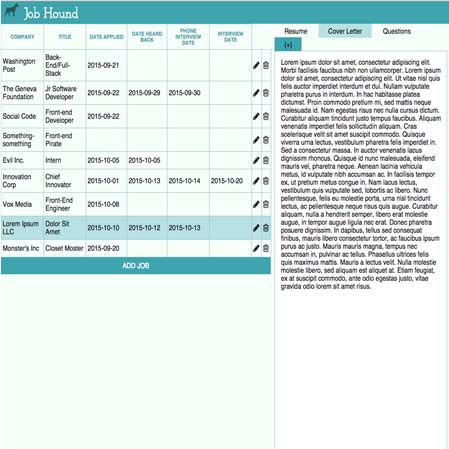 Job Hound
COMPANY TITLE DATE APPLIED DATE HEARD BACK PHONE INTERVIEW DATE INTERVIEW DATE
Washington Post Back-End/Full-Stack 2015-09-21
The Geneva Foundation Jr Software Developer 2015-09-22 2015-09-29 2015-09-30
Social Code Front-end Developer 2015-09-22
Something-something Front-end Pirate
Evil Inc. Intern 2015-10-05 2015-10-05
Innovation Corp Chief Innovator 2015-10-01 2015-10-13 2015-10-14 2015-10-20
Vox Media Front-End Engineer 2015-10-08
Lorem Ipsum LLC Dolor Sit Amet 2015-10-10 2015-10-12 2015-10-13
Monster's Inc Closet Moster 2015-09-20
ADD JOB
Resume Cover Letter Questions
(+)
Lorem ipsum dolor sit amet, consectetur adipiscing elit.
Morbi facilisis faucibus nibh non ullamcorper. Lorem ipsum
dolor sit amet, consectetur adipiscing elit. Ut vitae nisl quis
felis auctor imperdiet interdum et dui. Nullam vulputate
pharetra purus in interdum. In hac habitasse platea
dictumst. Proin commodo pretium mi, sed mattis neque
malesuada id. Nam egestas risus nec nulla cursus dictum.
Curabitur aliquam tincidunt justo tempus faucibus. Aliquam
venenatis imperdiet felis sollicitudin aliquam. Cras
scelerisque velit sit amet suscipit commodo. Quisque
viverra urna lectus, vestibulum pharetra felis imperdiet ac.
Sed a consectetur massa. In auctor venenatis lacus
dignissim rhoncus. Quisque id nunc malesuada, eleifend
mauris vel, pharetra neque. Aenean lacinia vehicula
metus, id vulputate nibh accumsan ac. In facilisis tempor
ex, ut pretium metus congue in. Nam lacus lectus,
vestibulum quis vulputate sed, lobortis ac libero. Nunc
pellentesque, felis eu molestie porta, urna nisl tincidunt
lectus, ac pellentesque neque risus quis augue. Curabitur
aliquam, nulla a hendrerit semper, libero erat molestie
augue, in tempor augue ligula nec erat. Donec pharetra
posuere dignissim. In dapibus, tellus sed consequat
finibus, mauris libero consectetur tortor, ac faucibus ipsum
purus ac justo. Mauris mauris magna, tempus nec
accumsan in, pulvinar ac tellus. Phasellus ultrices felis
quis maximus mattis. Mauris a lectus velit. Nulla molestie
molestie libero, sed aliquam est aliquet at. Etiam feugiat,
ex at suscipit commodo, ante odio egestas justo, vitae
gravida odio lorem sit amet risus.